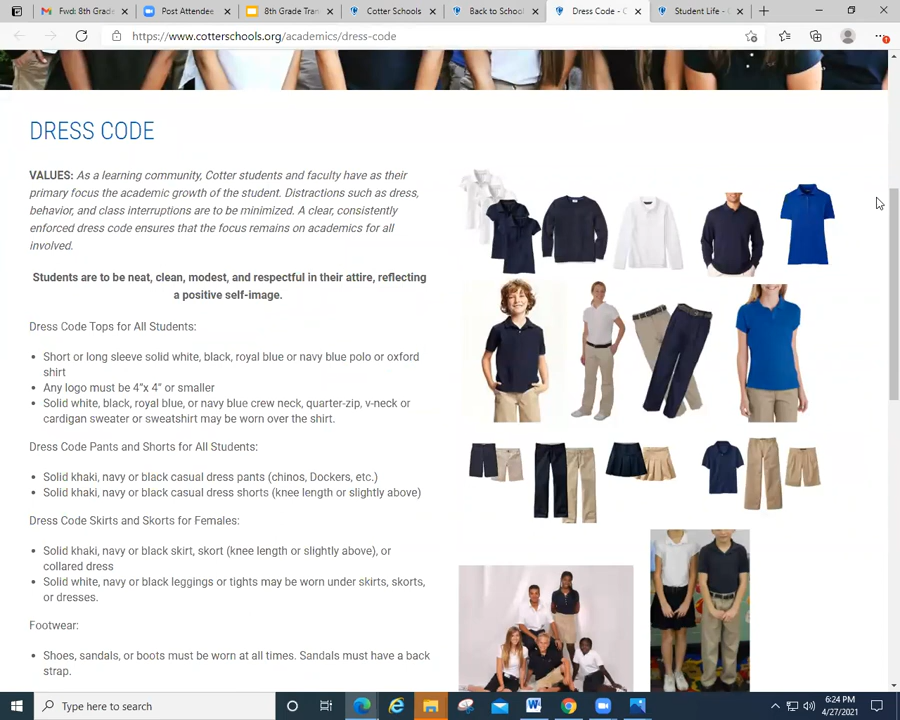 Fwd: 8th Grade
Post Attendee
8th Grade Tran
Cotter Schools
Back to School
Dress Code - C
Student Life - C
https://www.cotterschools.org/academics/dress-code
DRESS CODE
VALUES: As a learning community, Cotter students and faculty have as their
primary focus the academic growth of the student. Distractions such as dress,
behavior, and class interruptions are to be minimized. A clear, consistently
enforced dress code ensures that the focus remains on academics for all
involved.
Students are to be neat, clean, modest, and respectful in their attire, reflecting
a positive self-image.
Dress Code Tops for All Students:
Short or long sleeve solid white, black, royal blue or navy blue polo or oxford
shirt
Any logo must be 4"x 4" or smaller
Solid white, black, royal blue, or navy blue crew neck, quarter-zip, v-neck or
cardigan sweater or sweatshirt may be worn over the shirt.
Dress Code Pants and Shorts for All Students:
Solid khaki, navy or black casual dress pants (chinos, Dockers, etc.)
Solid khaki, navy or black casual dress shorts (knee length or slightly above)
Dress Code Skirts and Skorts for Females:
Solid khaki, navy or black skirt, skort (knee length or slightly above), or
collared dress
Solid white, navy or black leggings or tights may be worn under skirts, skorts,
or dresses.
Footwear:
Shoes, sandals, or boots must be worn at all times. Sandals must have a back
strap.
Type here to search
6:24 PM
4/27/2021